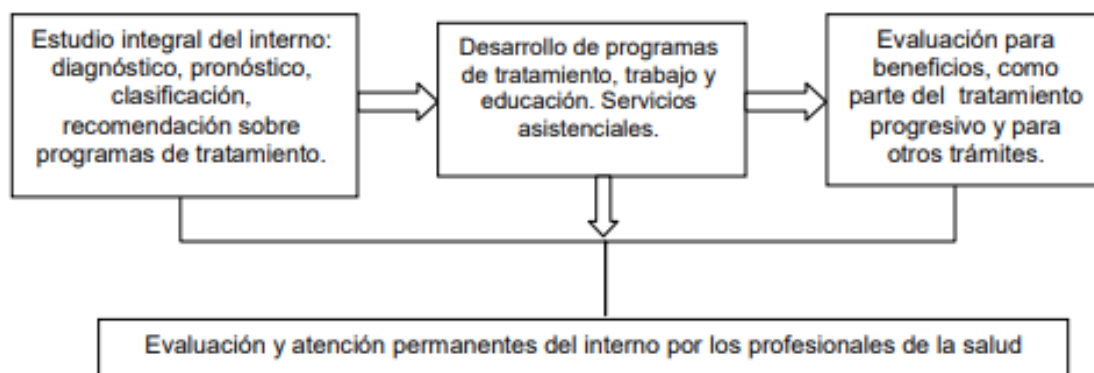 Estudio integral del interno:
diagnóstico, pronóstico,
clasificación,
recomendación sobre
programas de tratamiento.
Desarrollo de programas
de tratamiento, trabajo y
educación. Servicios
asistenciales.
Evaluación para
beneficios, como
parte del tratamiento
progresivo y para
otros trámites.
Evaluación y atención permanentes del interno por los profesionales de la salud